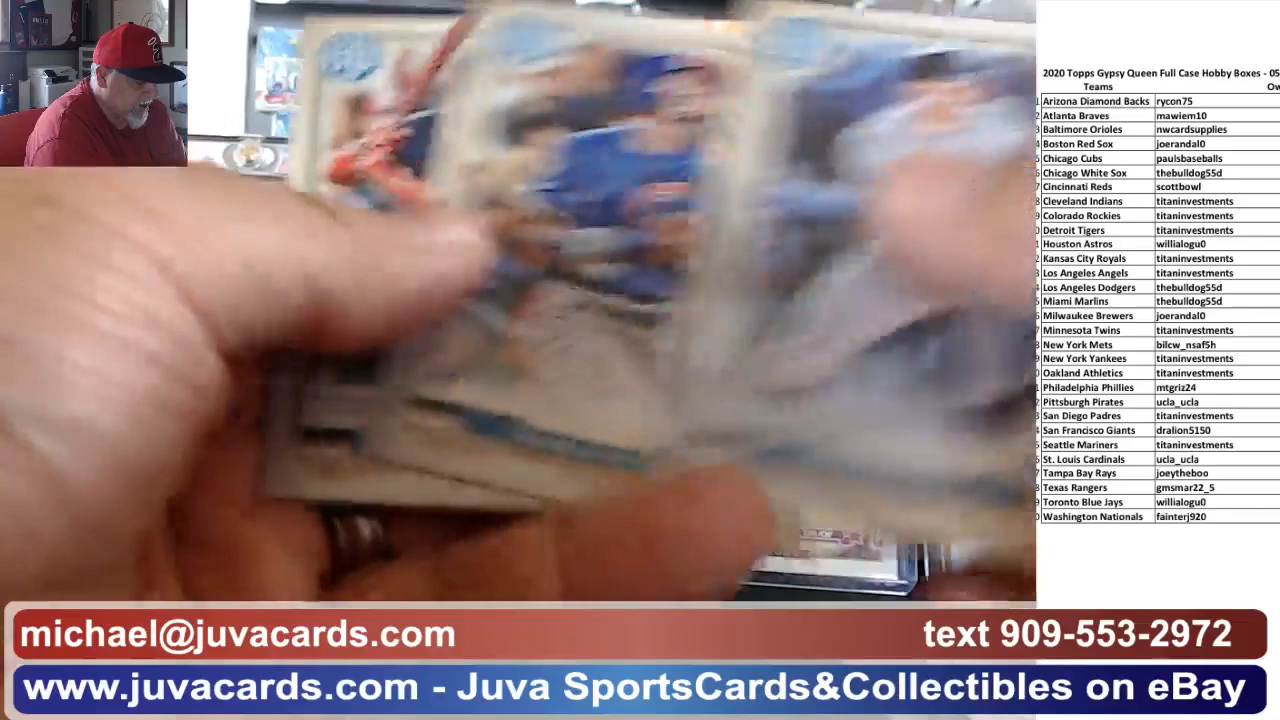 2020 Topps Gypsy Queen Full Case Hobby Boxes - 05
Teams Ow
Arizona Diamond Backs rycon75
Atlanta Braves mawiem10
Baltimore Orioles nwcardsupplies
Boston Red Sox joerandal0
Chicago Cubs paulsbaseballs
Chicago White Sox thebulldog55d
Cincinnati Reds scottbowl
Cleveland Indians titaninvestments
Colorado Rockies titaninvestments
Detroit Tigers titaninvestments
Houston Astros willialogu0
Kansas City Royals titaninvestments
Los Angeles Angels titaninvestments
Los Angeles Dodgers thebulldog55d
Miami Marlins thebulldog55d
Milwaukee Brewers joerandal0
Minnesota Twins titaninvestments
New York Mets bilcw_nsaf5h
New York Yankees titaninvestments
Oakland Athletics titaninvestments
Philadelphia Phillies mtgriz24
Pittsburgh Pirates ucla_ucla
San Diego Padres titaninvestments
San Francisco Giants dralion5150
Seattle Mariners titaninvestments
St. Louis Cardinals ucla_ucla
Tampa Bay Rays joeytheboo
Texas Rangers gmsmar22_5
Toronto Blue Jays willialogu0
Washington Nationals fainterj920
michael@juvacards.com text 909-553-2972
www.juvacards.com - Juva SportsCards&Collectibles on eBay